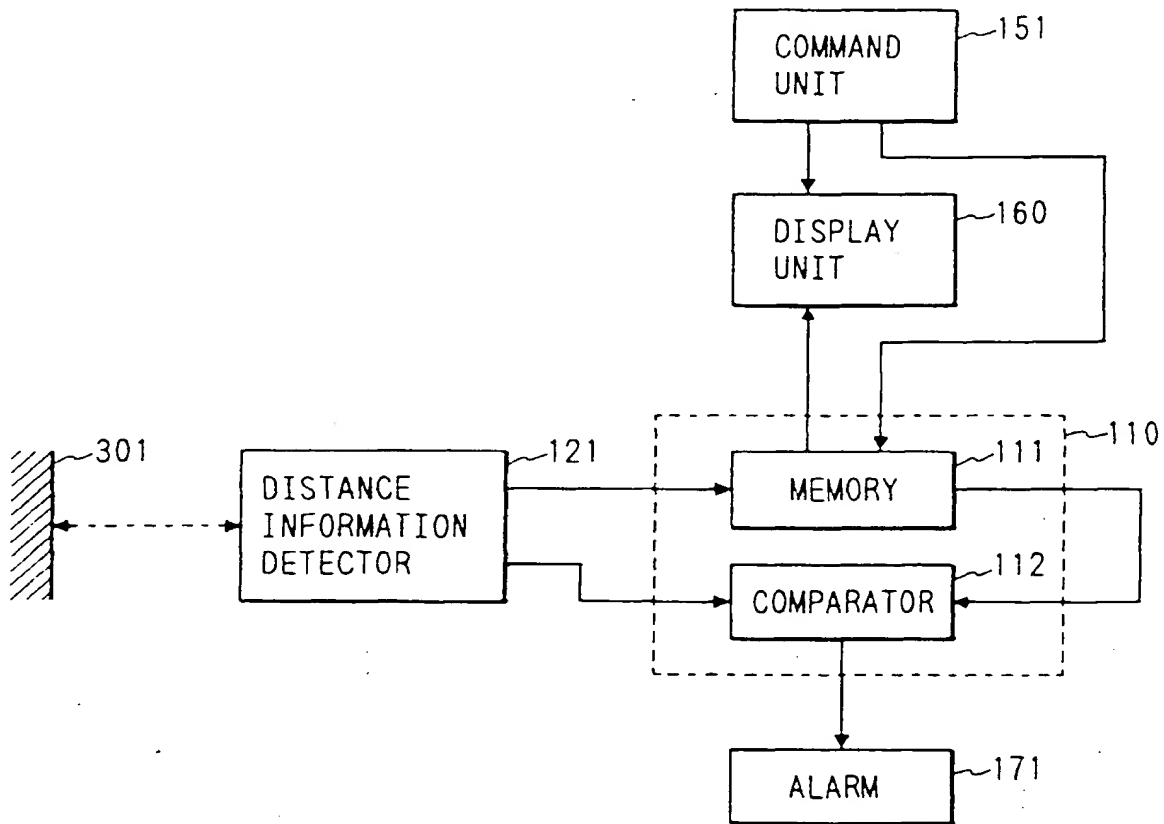 COMMAND
UNIT
151
DISPLAY
UNIT
160
301
DISTANCE
INFORMATION
DETECTOR
121
110
MEMORY
111
COMPARATOR
112
ALARM
171